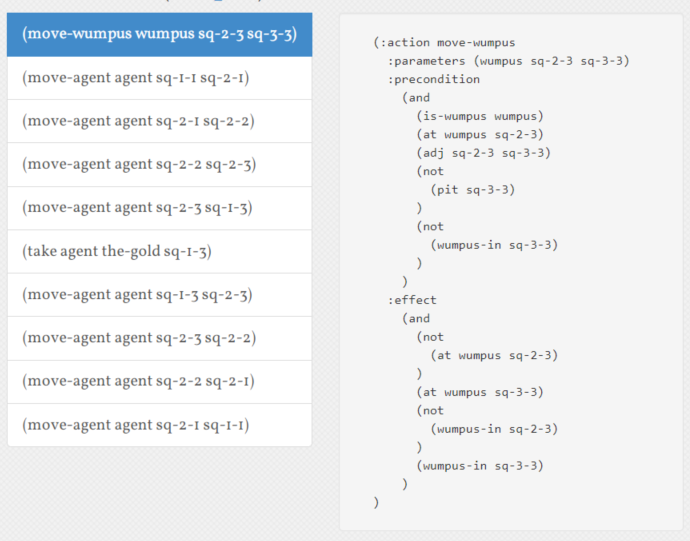 (move-wumpus wumpus sq-2-3 sq-3-3)
(move-agent agent sq-1-1 sq-2-1)
(move-agent agent sq-2-1 sq-2-2)
(move-agent agent sq-2-2 sq-2-3)
(move-agent agent sq-2-3 sq-1-3)
(take agent the-gold sq-1-3)
(move-agent agent sq-1-3 sq-2-3)
(move-agent agent sq-2-3 sq-2-2)
(move-agent agent sq-2-2 sq-2-1)
(move-agent agent sq-2-1 sq-1-1)
(:action move-wumpus
:parameters (wumpus sq-2-3 sq-3-3)
:precondition
(and
(is-wumpus wumpus)
(at wumpus sq-2-3)
(adj sq-2-3 sq-3-3)
(not
(pit sq-3-3)
)
(not
(wumpus-in sq-3-3)
)
)
:effect
(and
(not
(at wumpus sq-2-3)
)
(at wumpus sq-3-3)
(not
(wumpus-in sq-2-3)
)
(wumpus-in sq-3-3)
)
)